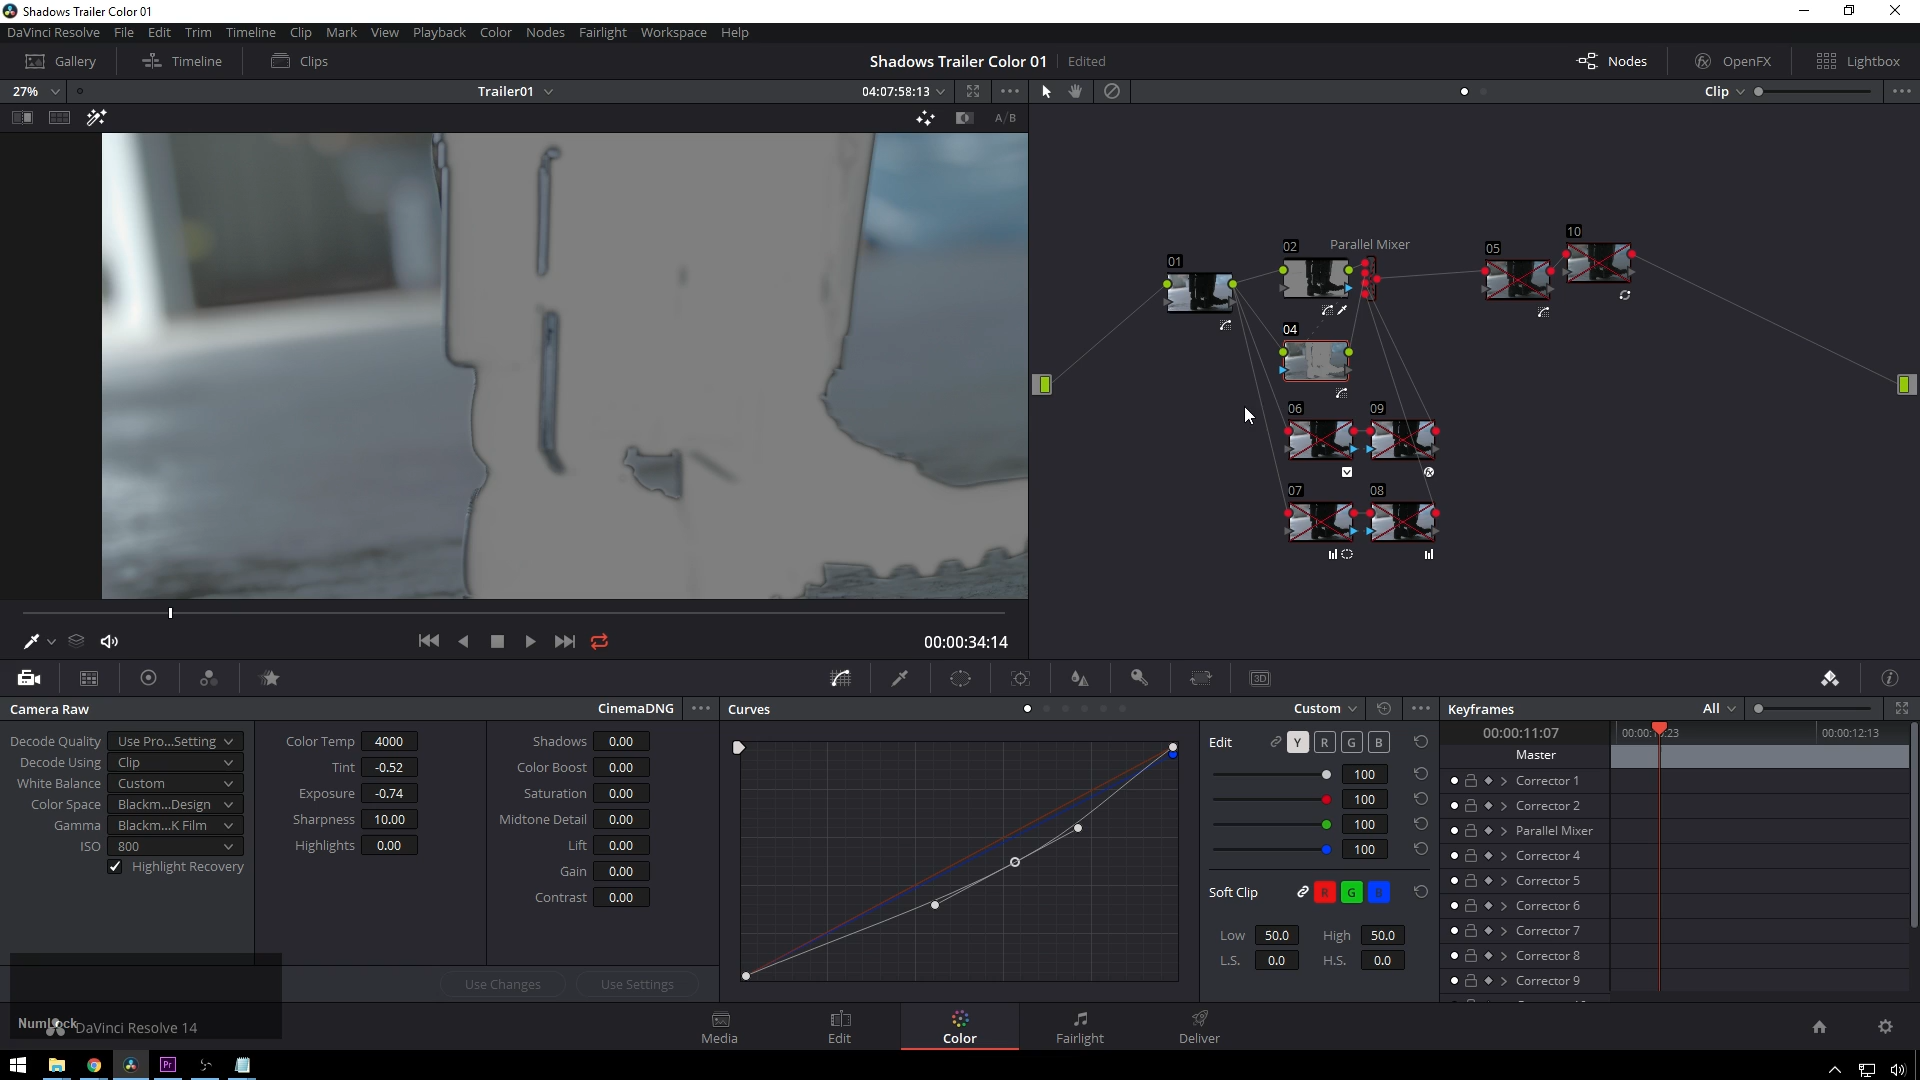 Shadows Trailer Color 01
DaVinci Resolve File Edit Trim Timeline Clip Mark View Playback Color Nodes Fairlight Workspace Help
Gallery Timeline Clips Shadows Trailer Color 01 Edited Nodes OpenFX Lightbox
27% Trailer01 04:07:58:13 Clip
A/B
10
02 Parallel Mixer 05
01
04
06 09
07 08
00:00:34:14
3D
Camera Raw CinemaDNG Curves Custom Keyframes All
Decode Quality Use Pro...Setting Color Temp 4000 Shadows 0.00 Edit Y R G B 00:00:11:07 00:00: :23 00:00:12:13
Decode Using Clip Tint -0.52 Color Boost 0.00 100 Master
White Balance Custom Exposure -0.74 Saturation 0.00 100 Corrector 1
Color Space Blackm...Design Sharpness 10.00 Midtone Detail 0.00 100 Corrector 2
Gamma Blackm...K Film Highlights 0.00 Lift 0.00 100 Parallel Mixer
ISO 800 Gain 0.00 Corrector 4
Highlight Recovery Contrast 0.00 Soft Clip R G B Corrector 5
Corrector 6
Low 50.0 High 50.0 Corrector 7
L.S. 0.0 H.S. 0.0 Corrector 8
Use Changes Use Settings Corrector 9
NumLock DaVinci Resolve 14
Media Edit Color Fairlight Deliver
Pr